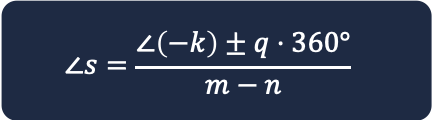 ∠s = (∠(−k) ± q · 360°) / (m − n)